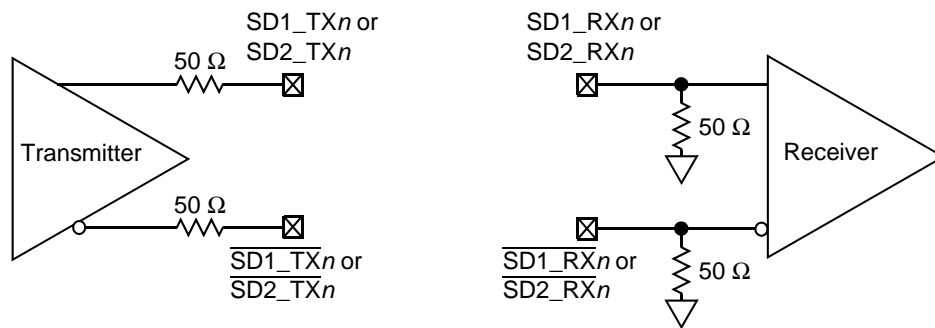 SD1_TXn or
SD2_TXn
50 Ω
Transmitter
50 Ω
SD1_TXn or
SD2_TXn
SD1_RXn or
SD2_RXn
50 Ω
Receiver
SD1_RXn or
SD2_RXn
50 Ω